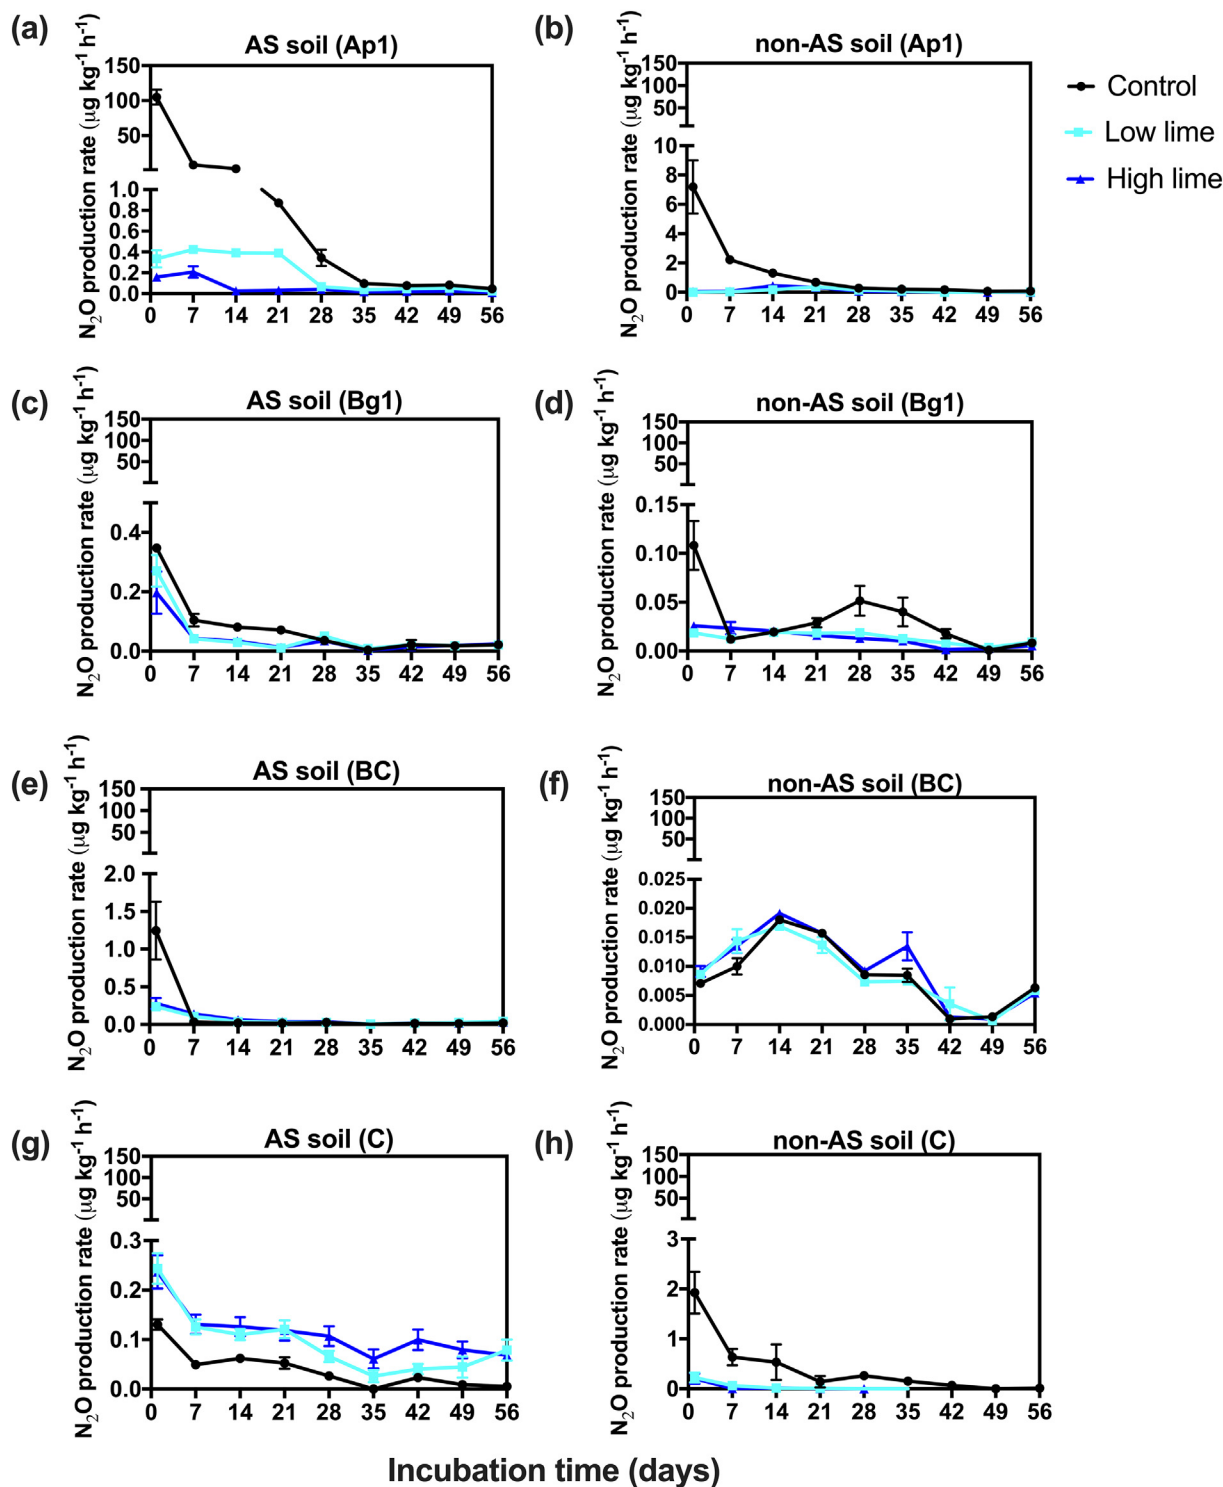 (a)
AS soil (Ap1)
N₂O production rate (μg kg⁻¹ h⁻¹)
150
100
50
1.0
0.8
0.6
0.4
0.2
0.0
0 7 14 21 28 35 42 49 56
(b)
non-AS soil (Ap1)
N₂O production rate (μg kg⁻¹ h⁻¹)
150
100
50
10
8
6
4
2
0
0 7 14 21 28 35 42 49 56
Control
Low lime
High lime
(c)
AS soil (Bg1)
N₂O production rate (μg kg⁻¹ h⁻¹)
150
100
50
0.4
0.2
0.0
0 7 14 21 28 35 42 49 56
(d)
non-AS soil (Bg1)
N₂O production rate (μg kg⁻¹ h⁻¹)
150
100
50
0.15
0.10
0.05
0.00
0 7 14 21 28 35 42 49 56
(e)
AS soil (BC)
N₂O production rate (μg kg⁻¹ h⁻¹)
150
100
50
2.0
1.5
1.0
0.5
0.0
0 7 14 21 28 35 42 49 56
(f)
non-AS soil (BC)
N₂O production rate (μg kg⁻¹ h⁻¹)
150
100
50
0.025
0.020
0.015
0.010
0.005
0.000
0 7 14 21 28 35 42 49 56
(g)
AS soil (C)
N₂O production rate (μg kg⁻¹ h⁻¹)
150
100
50
0.3
0.2
0.1
0.0
0 7 14 21 28 35 42 49 56
(h)
non-AS soil (C)
N₂O production rate (μg kg⁻¹ h⁻¹)
150
100
50
3
2
1
0
0 7 14 21 28 35 42 49 56
Incubation time (days)